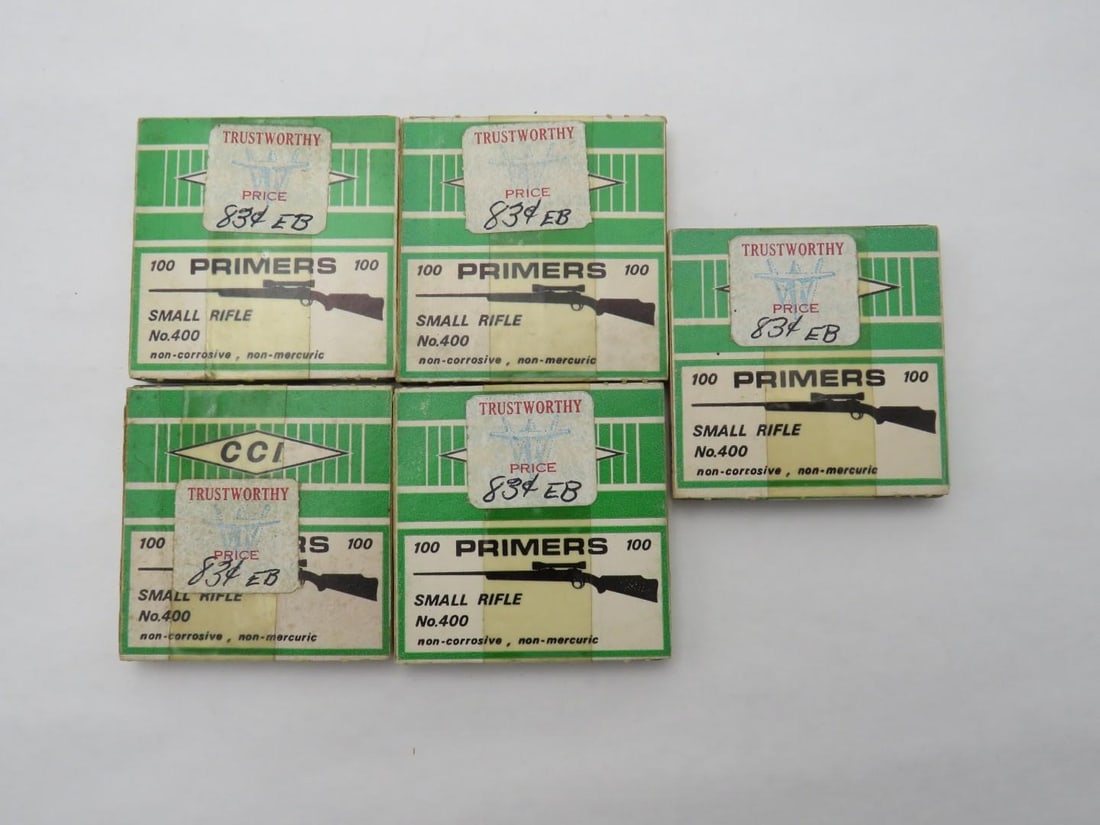 TRUSTWORTHY
PRICE
83¢ EB
100 PRIMERS 100
SMALL RIFLE
No.400
non-corrosive, non-mercuric
TRUSTWORTHY
PRICE
83¢ EB
100 PRIMERS 100
SMALL RIFLE
No.400
non-corrosive, non-mercuric
TRUSTWORTHY
PRICE
83¢ EB
100 PRIMERS 100
SMALL RIFLE
No.400
non-corrosive, non-mercuric
CCI
TRUSTWORTHY
PRICE
83¢ EB
100 RS 100
SMALL RIFLE
No.400
non-corrosive, non-mercuric
TRUSTWORTHY
PRICE
83¢ EB
100 PRIMERS 100
SMALL RIFLE
No.400
non-corrosive, non-mercuric